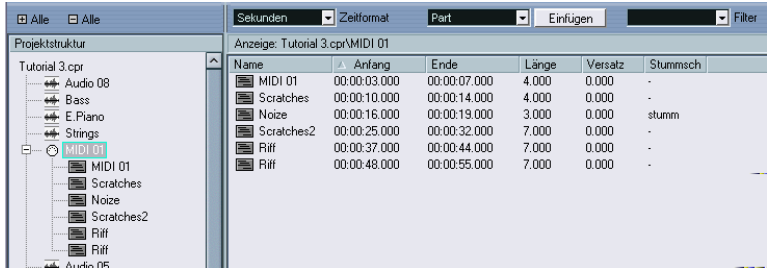 Alle Alle Sekunden Zeitformat Part Einfügen Filter
Projektstruktur
Tutorial 3.cpr
Audio 08
Bass
E.Piano
Strings
MIDI 01
MIDI 01
Scratches
Noize
Scratches2
Riff
Riff
Audio 05
Anzeige: Tutorial 3.cpr\MIDI 01
Name Anfang Ende Länge Versatz Stummsch
MIDI 01 00:00:03.000 00:00:07.000 4.000 0.000 -
Scratches 00:00:10.000 00:00:14.000 4.000 0.000 -
Noize 00:00:16.000 00:00:19.000 3.000 0.000 stumm
Scratches2 00:00:25.000 00:00:32.000 7.000 0.000 -
Riff 00:00:37.000 00:00:44.000 7.000 0.000 -
Riff 00:00:48.000 00:00:55.000 7.000 0.000 -